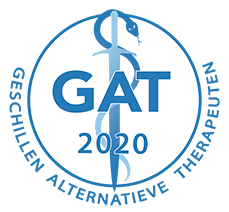 GAT
2020
GESCHILLEN ALTERNATIEVE THERAPEUTEN